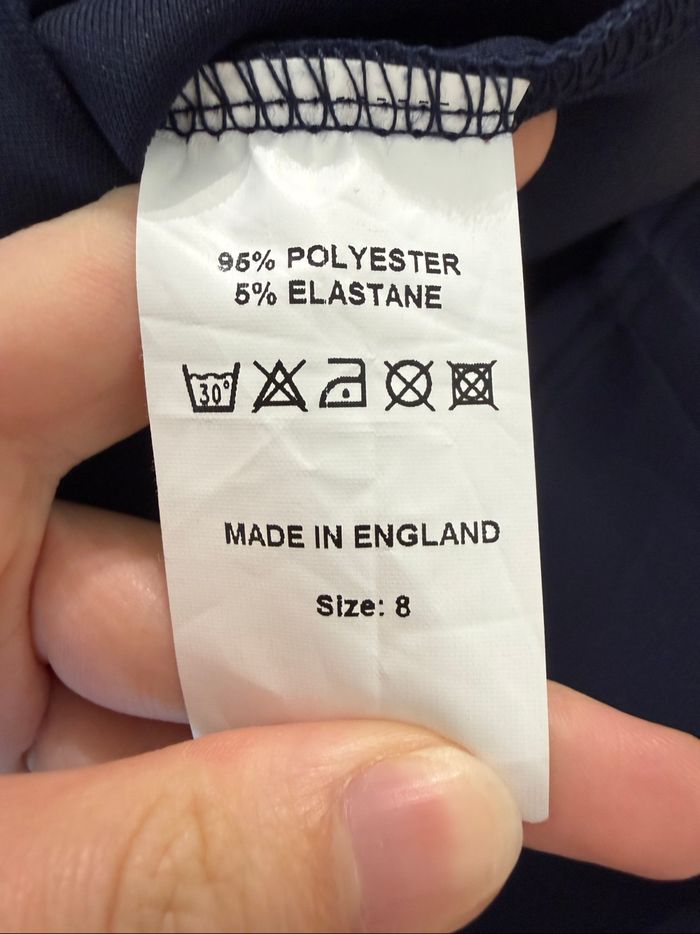 95% POLYESTER
5% ELASTANE
30°
MADE IN ENGLAND
Size: 8